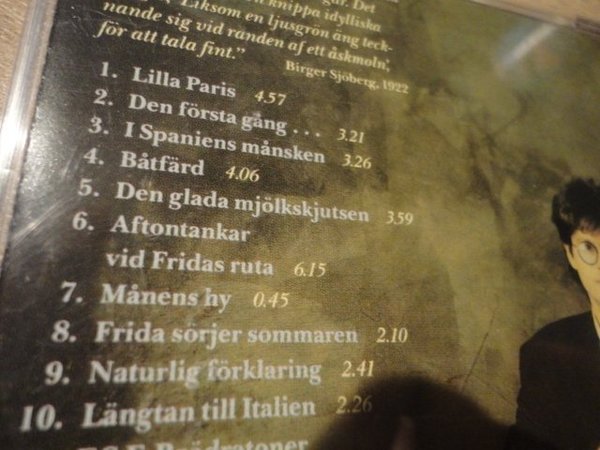 gar. Det
en knippa idylliska
Liksom en ljusgrön äng teck-
nande sig vid randen af ett åskmoln,
för att tala fint.”
Birger Sjöberg, 1922
1. Lilla Paris 4.57
2. Den första gång . . . 3.21
3. I Spaniens månsken 3.26
4. Båtfärd 4.06
5. Den glada mjölkskjutsen 3.59
6. Aftontankar
vid Fridas ruta 6.15
7. Månens hy 0.45
8. Frida sörjer sommaren 2.10
9. Naturlig förklaring 2.41
10. Längtan till Italien 2.26